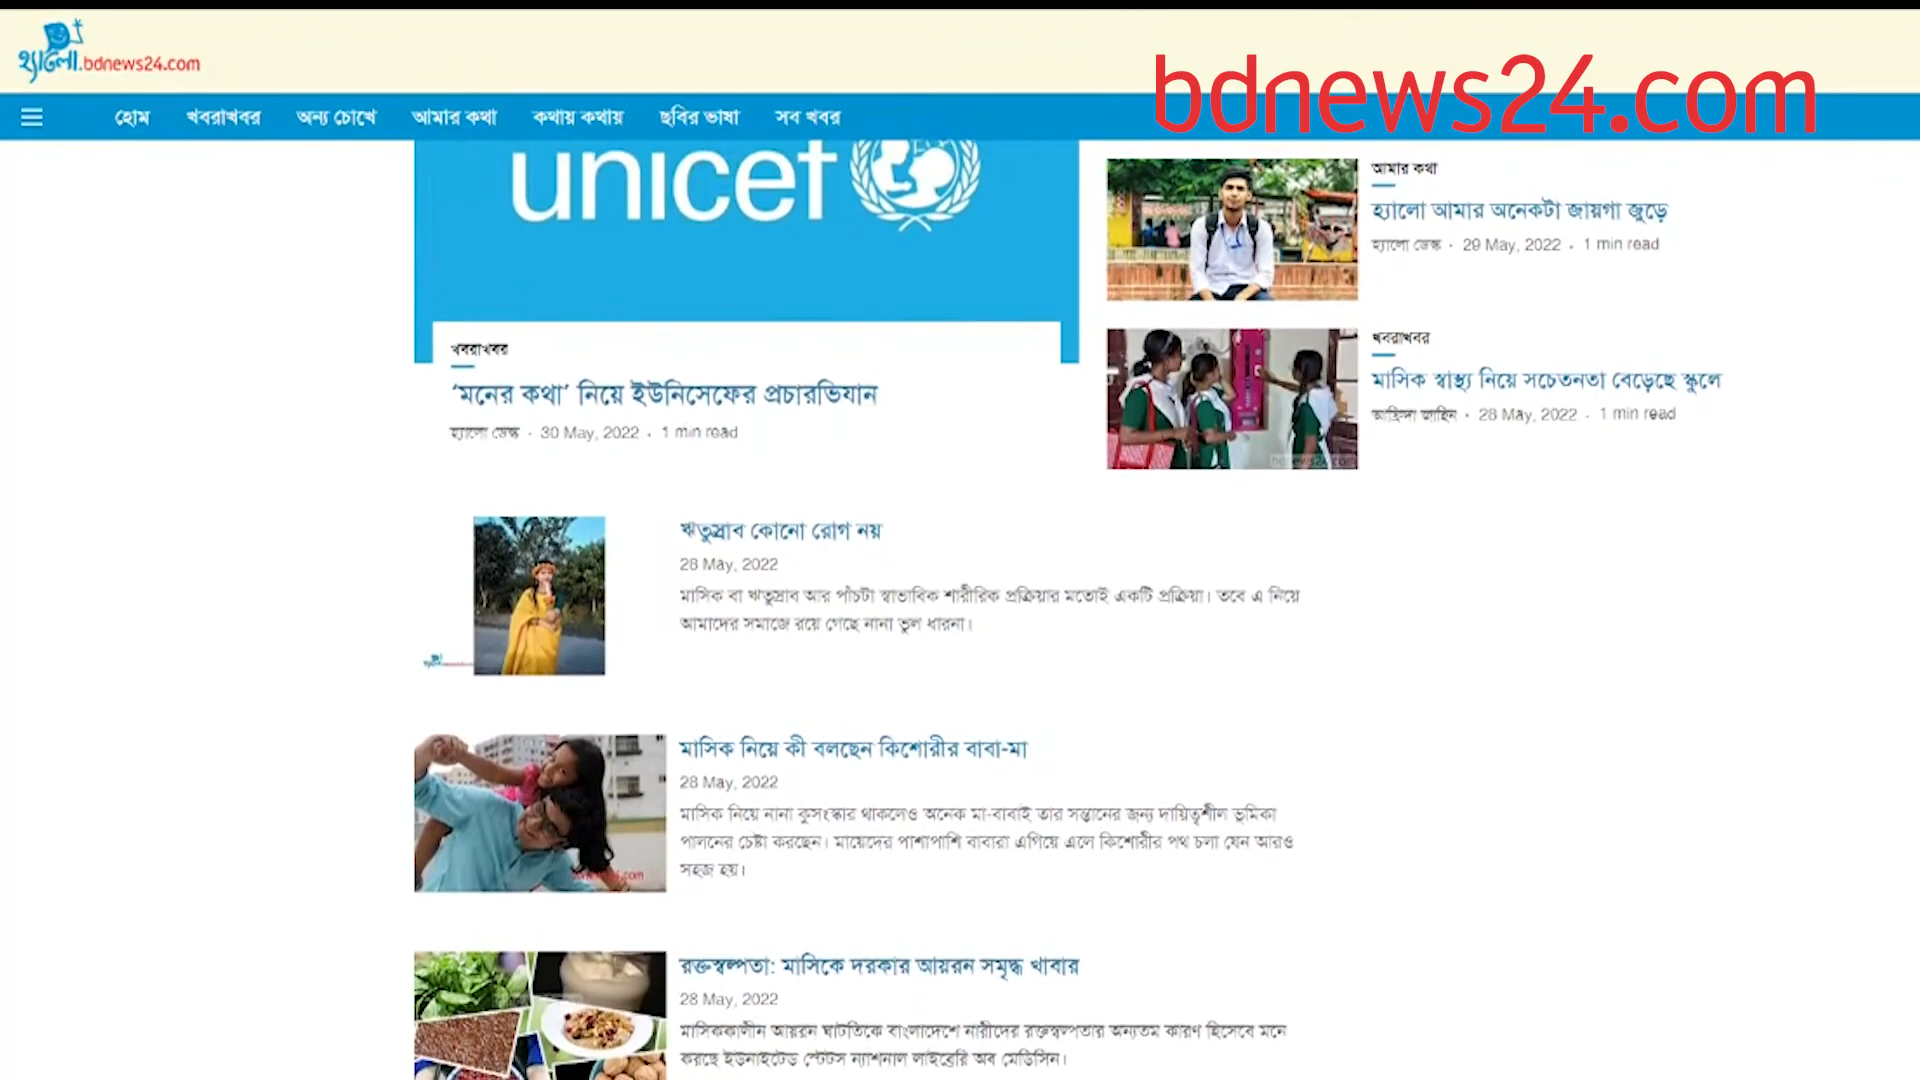 হ্যালো.bdnews24.com
bdnews24.com
হোম খবরাখবর অন্য চোখে আমার কথা কথায় কথায় ছবির ভাষা সব খবর
unicef
খবরাখবর
‘মনের কথা’ নিয়ে ইউনিসেফের প্রচারভিযান
হ্যালো ডেস্ক · 30 May, 2022 · 1 min read
আমার কথা
হ্যালো আমার অনেকটা জায়গা জুড়ে
হ্যালো ডেস্ক · 29 May, 2022 · 1 min read
খবরাখবর
মাসিক স্বাস্থ্য নিয়ে সচেতনতা বেড়েছে স্কুলে
আফ্রিদা জাহিন · 28 May, 2022 · 1 min read
bdnews24.com
ঋতুস্রাব কোনো রোগ নয়
28 May, 2022
মাসিক বা ঋতুস্রাব আর পাঁচটা স্বাভাবিক শারীরিক প্রক্রিয়ার মতোই একটি প্রক্রিয়া। তবে এ নিয়ে
আমাদের সমাজে রয়ে গেছে নানা ভুল ধারনা।
মাসিক নিয়ে কী বলছেন কিশোরীর বাবা-মা
28 May, 2022
মাসিক নিয়ে নানা কুসংস্কার থাকলেও অনেক মা-বাবাই তার সন্তানের জন্য দায়িত্বশীল ভূমিকা
পালনের চেষ্টা করছেন। মায়েদের পাশাপাশি বাবারা এগিয়ে এলে কিশোরীর পথ চলা যেন আরও
সহজ হয়।
রক্তস্বল্পতা: মাসিকে দরকার আয়রন সমৃদ্ধ খাবার
28 May, 2022
মাসিককালীন আয়রন ঘাটতিকে বাংলাদেশে নারীদের রক্তস্বল্পতার অন্যতম কারণ হিসেবে মনে
করছে ইউনাইটেড স্টেটস ন্যাশনাল লাইব্রেরি অব মেডিসিন।